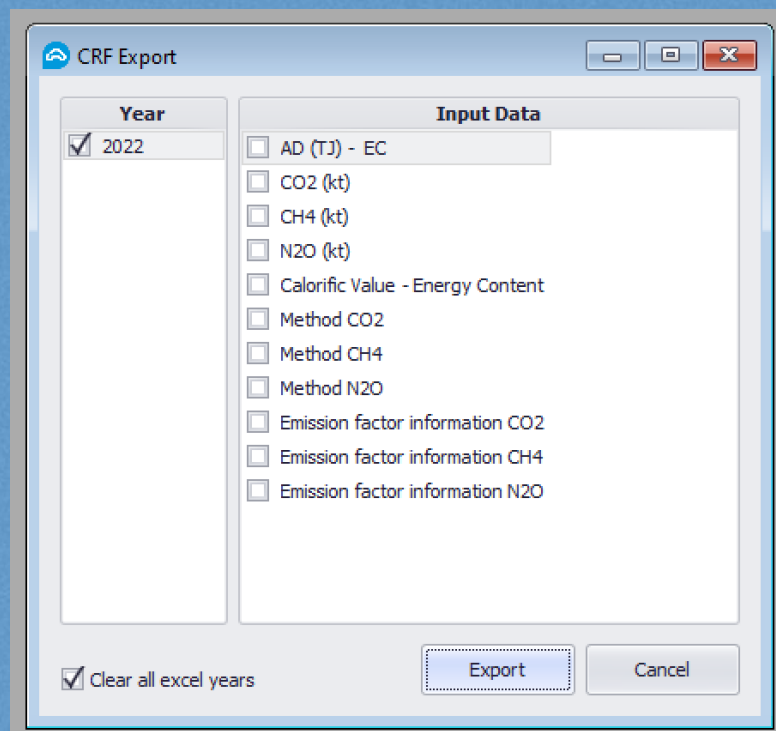 CRF Export
Year
Input Data
2022
AD (TJ) - EC
CO2 (kt)
CH4 (kt)
N2O (kt)
Calorific Value - Energy Content
Method CO2
Method CH4
Method N2O
Emission factor information CO2
Emission factor information CH4
Emission factor information N2O
Clear all excel years
Export
Cancel